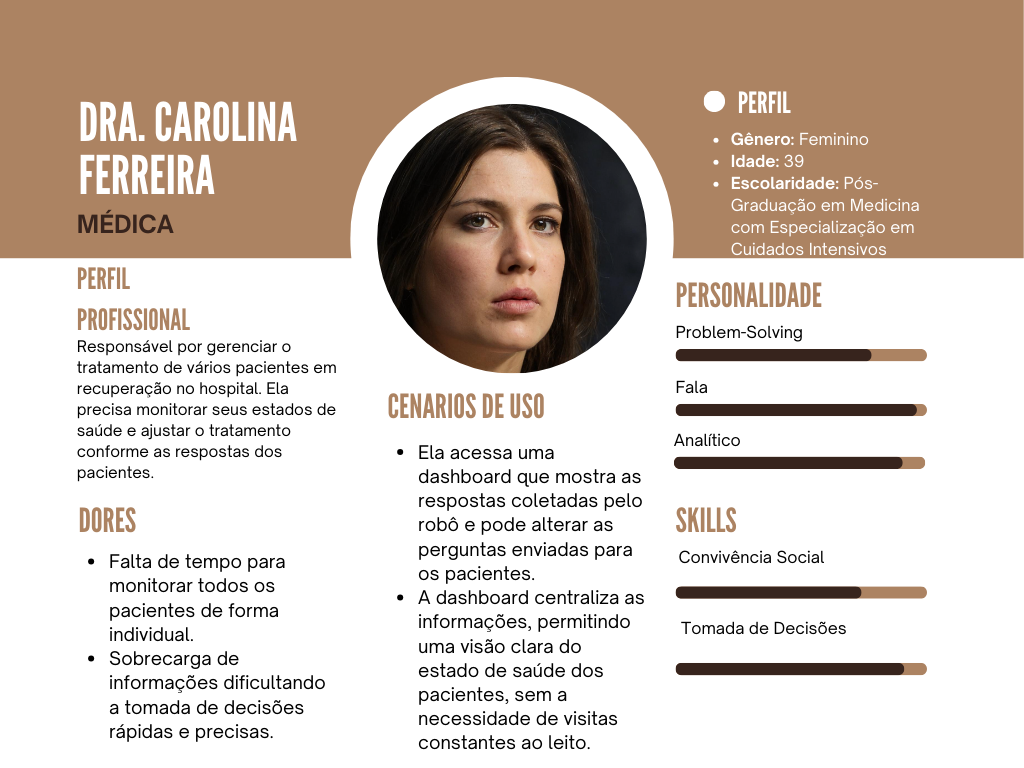 DRA. CAROLINA
FERREIRA
MÉDICA
PERFIL
Gênero: Feminino
Idade: 39
Escolaridade: Pós-
Graduação em Medicina
com Especialização em
Cuidados Intensivos
PERFIL
PROFISSIONAL
Responsável por gerenciar o
tratamento de vários pacientes em
recuperação no hospital. Ela
precisa monitorar seus estados de
saúde e ajustar o tratamento
conforme as respostas dos
pacientes.
DORES
Falta de tempo para
monitorar todos os
pacientes de forma
individual.
Sobrecarga de
informações dificultando
a tomada de decisões
rápidas e precisas.
CENARIOS DE USO
Ela acessa uma
dashboard que mostra as
respostas coletadas pelo
robô e pode alterar as
perguntas enviadas para
os pacientes.
A dashboard centraliza as
informações, permitindo
uma visão clara do
estado de saúde dos
pacientes, sem a
necessidade de visitas
constantes ao leito.
PERSONALIDADE
Problem-Solving
Fala
Analítico
SKILLS
Convivência Social
Tomada de Decisões